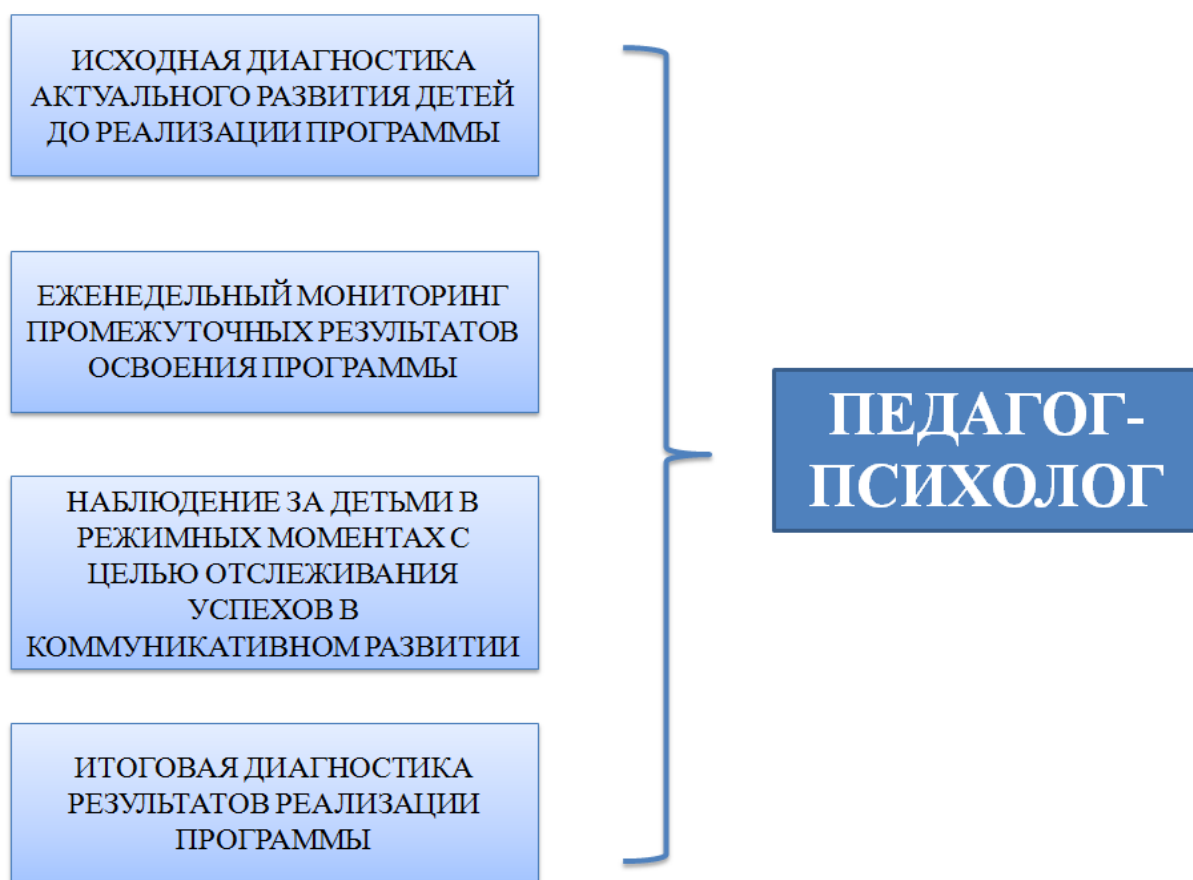 ИСХОДНАЯ ДИАГНОСТИКА
АКТУАЛЬНОГО РАЗВИТИЯ ДЕТЕЙ
ДО РЕАЛИЗАЦИИ ПРОГРАММЫ
ЕЖЕНЕДЕЛЬНЫЙ МОНИТОРИНГ
ПРОМЕЖУТОЧНЫХ РЕЗУЛЬТАТОВ
ОСВОЕНИЯ ПРОГРАММЫ
НАБЛЮДЕНИЕ ЗА ДЕТЬМИ В
РЕЖИМНЫХ МОМЕНТАХ С
ЦЕЛЬЮ ОТСЛЕЖИВАНИЯ
УСПЕХОВ В
КОММУНИКАТИВНОМ РАЗВИТИИ
ИТОГОВАЯ ДИАГНОСТИКА
РЕЗУЛЬТАТОВ РЕАЛИЗАЦИИ
ПРОГРАММЫ
ПЕДАГОГ-
ПСИХОЛОГ